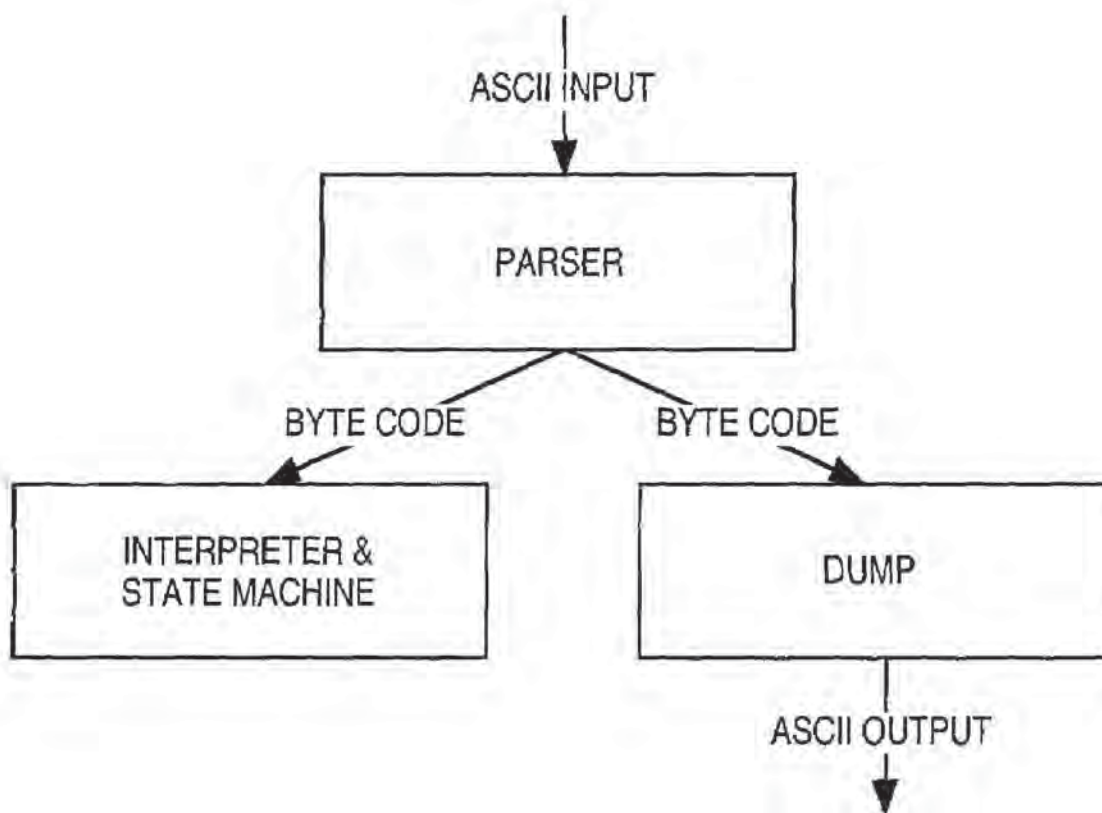 ASCII INPUT
PARSER
BYTE CODE
BYTE CODE
INTERPRETER &
STATE MACHINE
DUMP
ASCII OUTPUT